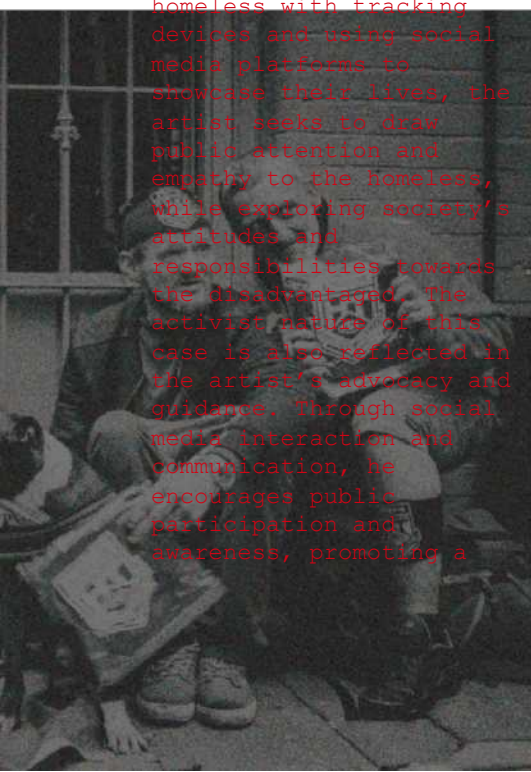 homeless with tracking
devices and using social
media platforms to
showcase their lives, the
artist seeks to draw
public attention and
empathy to the homeless,
while exploring society's
attitudes and
responsibilities towards
the disadvantaged. The
activist nature of this
case is also reflected in
the artist's advocacy and
guidance. Through social
media interaction and
communication, he
encourages public
participation and
awareness, promoting a